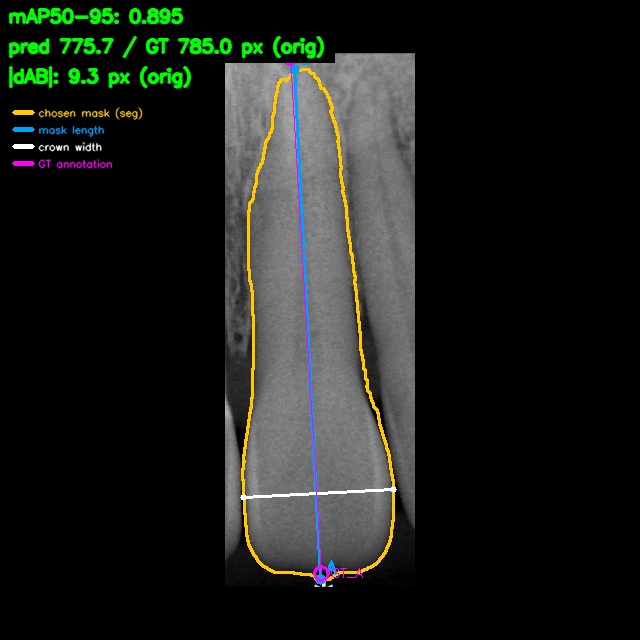 mAP50-95: 0.895
pred 775.7 / GT 785.0 px (orig)
|dAB|: 9.3 px (orig)
chosen mask (seg)
mask length
crown width
GT annotation